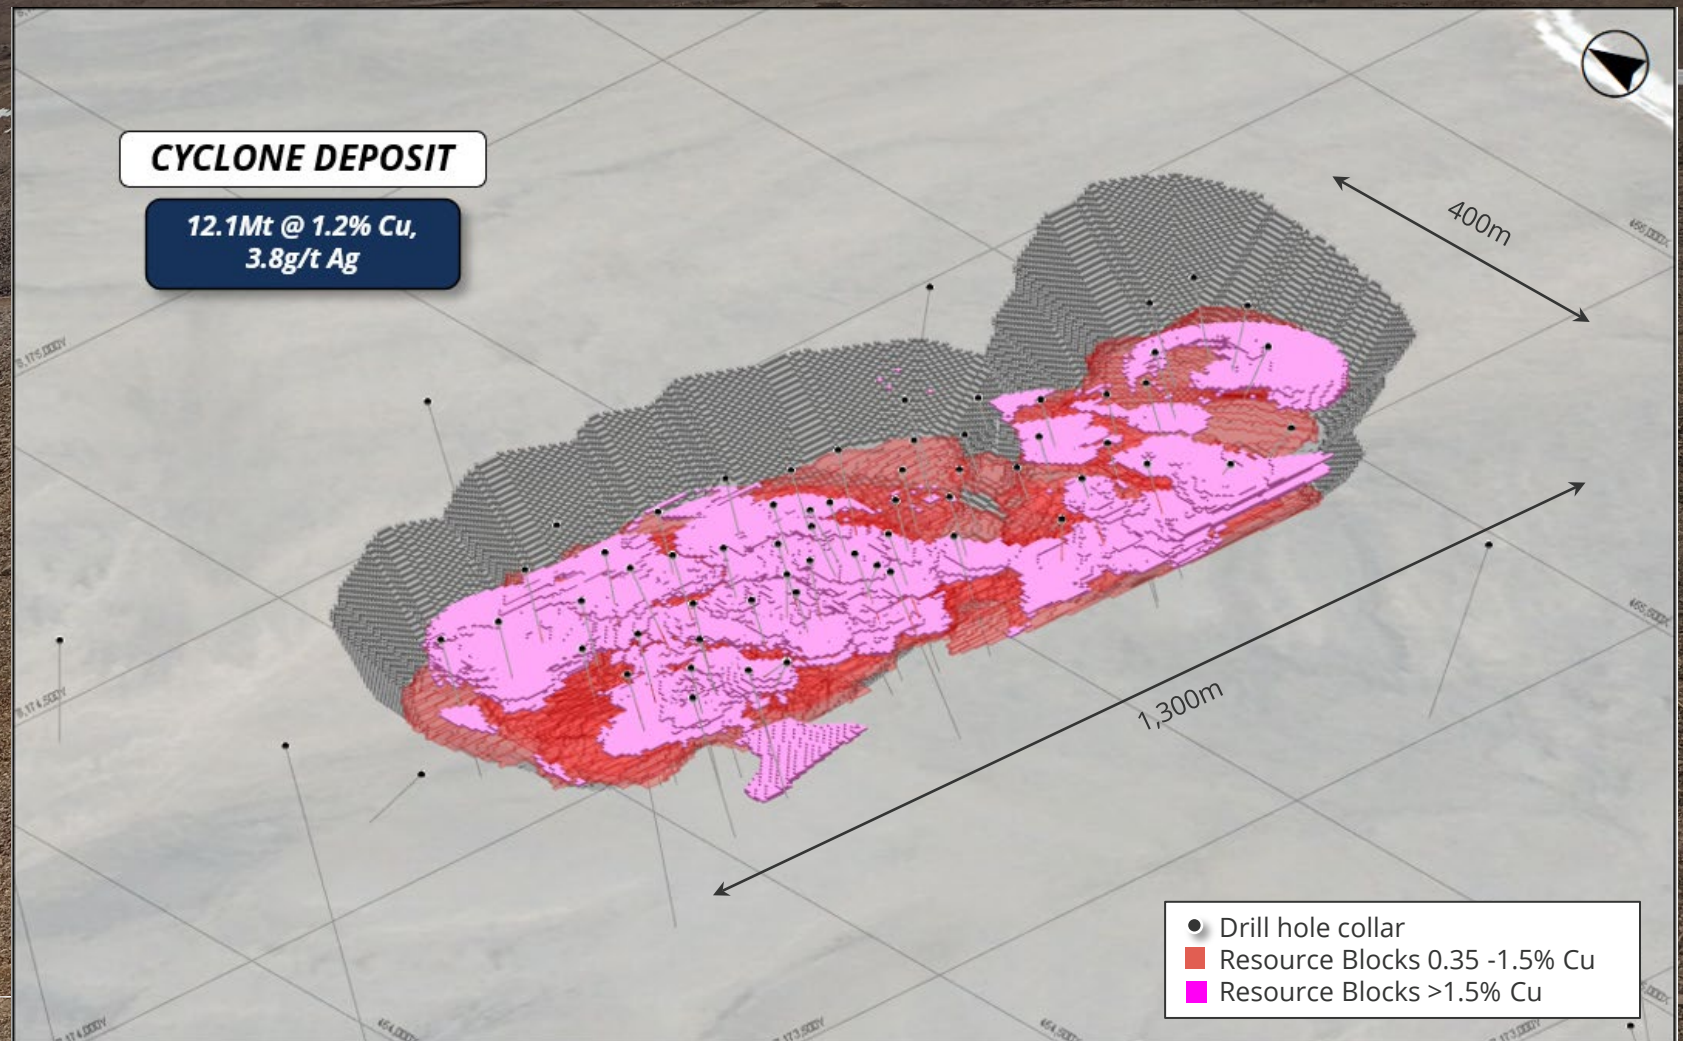 CYCLONE DEPOSIT
12.1Mt @ 1.2% Cu,
3.8g/t Ag
400m
1,300m
Drill hole collar
Resource Blocks 0.35 -1.5% Cu
Resource Blocks >1.5% Cu